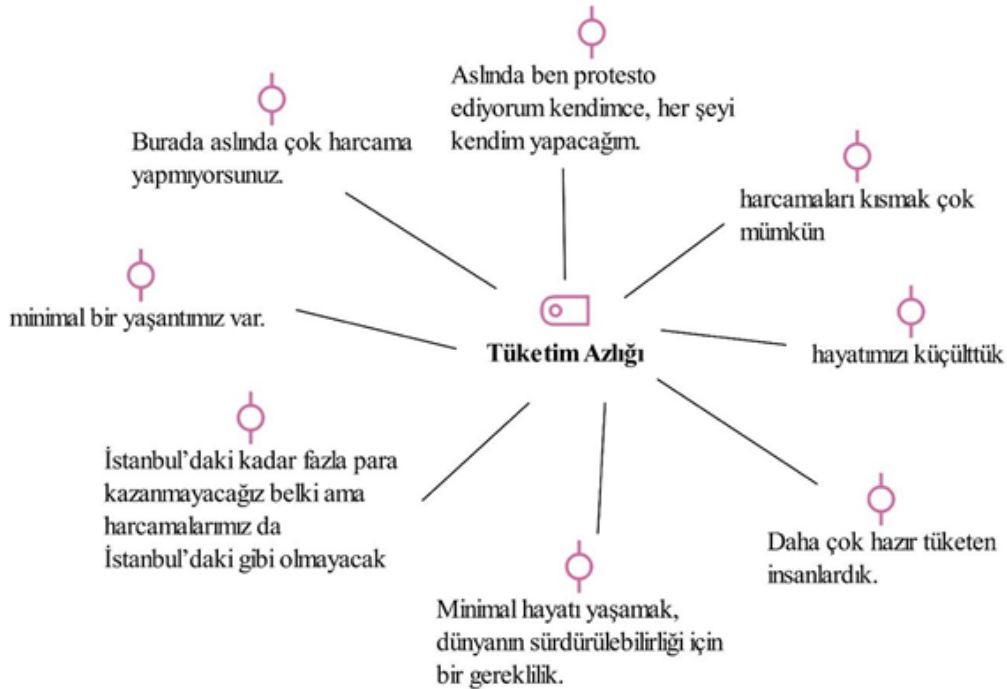 Aslında ben protesto
ediyorum kendimce, her şeyi
kendim yapacağım.
Burada aslında çok harcama
yapmıyorsunuz.
harcamaları kısmak çok
mümkün
minimal bir yaşantımız var.
Tüketim Azlığı
hayatımızı küçülttük
İstanbul’daki kadar fazla para
kazanmayacağız belki ama
harcamalarımız da
İstanbul’daki gibi olmayacak
Daha çok hazır tüketen
insanlardık.
Minimal hayatı yaşamak,
dünyanın sürdürülebilirliği için
bir gereklilik.